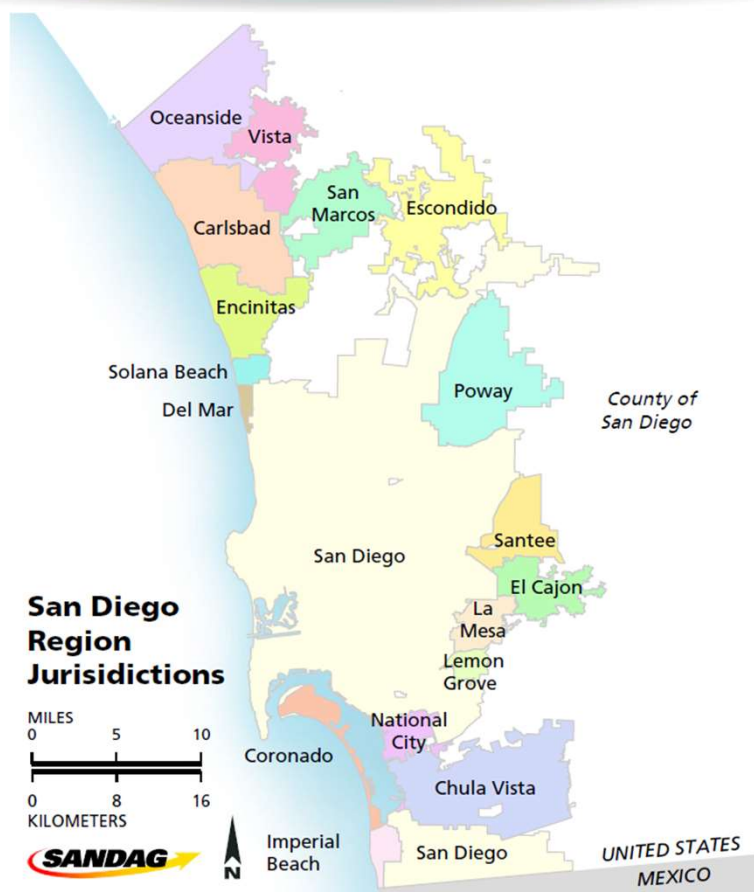 Oceanside
Vista
San
Marcos
Escondido
Carlsbad
Encinitas
Solana Beach
Del Mar
Poway
County of
San Diego
San Diego
Santee
El Cajon
La
Mesa
Lemon
Grove
San Diego
Region
Jurisidictions
MILES
0 5 10
0 8 16
KILOMETERS
SANDAG
N
National
City
Coronado
Chula Vista
Imperial
Beach
San Diego
UNITED STATES
MEXICO